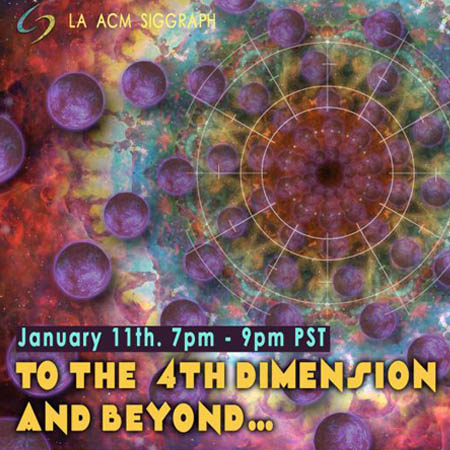 LA ACM SIGGRAPH
January 11th. 7pm - 9pm PST
TO THE 4TH DIMENSION
AND BEYOND...